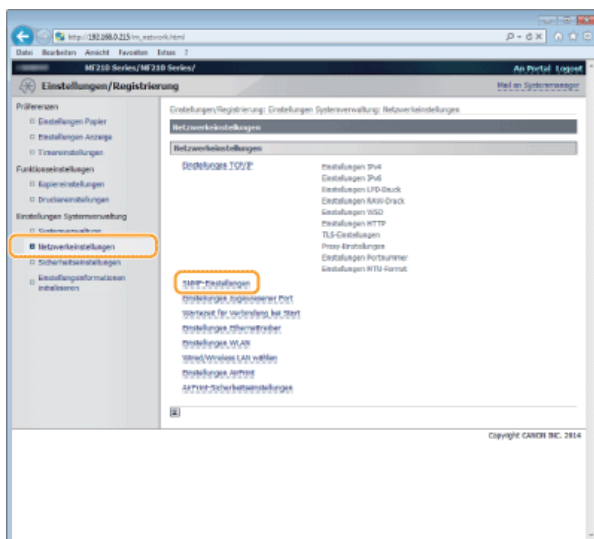 http://192.168.0.215/m_network.html
Datei Bearbeiten Ansicht Favoriten Extras ?
MF210 Series/MF210 Series/
An Portal Logout
Einstellungen/Registrierung
Mail an Systemmanager
Präferenzen
Einstellungen Papier
Einstellungen Anzeige
Timereinstellungen
Funktionseinstellungen
Kopiereinstellungen
Druckereinstellungen
Einstellungen Systemverwaltung
Systemverwaltung
Netzwerkeinstellungen
Sicherheitseinstellungen
Einstellungsinformationen
initialisieren
Einstellungen/Registrierung: Einstellungen Systemverwaltung: Netzwerkeinstellungen
Netzwerkeinstellungen
Netzwerkeinstellungen
Einstellungen TCP/IP
Einstellungen IPv4
Einstellungen IPv6
Einstellungen LPD-Druck
Einstellungen RAW-Druck
Einstellungen WSD
Einstellungen HTTP
TLS-Einstellungen
Proxy-Einstellungen
Einstellungen Portnummer
Einstellungen MTU-Format
SNMP-Einstellungen
Einstellungen zugewiesener Port
Wartezeit für Verbindung bei Start
Einstellungen Ethernettreiber
Einstellungen WLAN
Wired/Wireless LAN wählen
Einstellungen AirPrint
AirPrint-Sicherheitseinstellungen
Copyright CANON INC. 2014